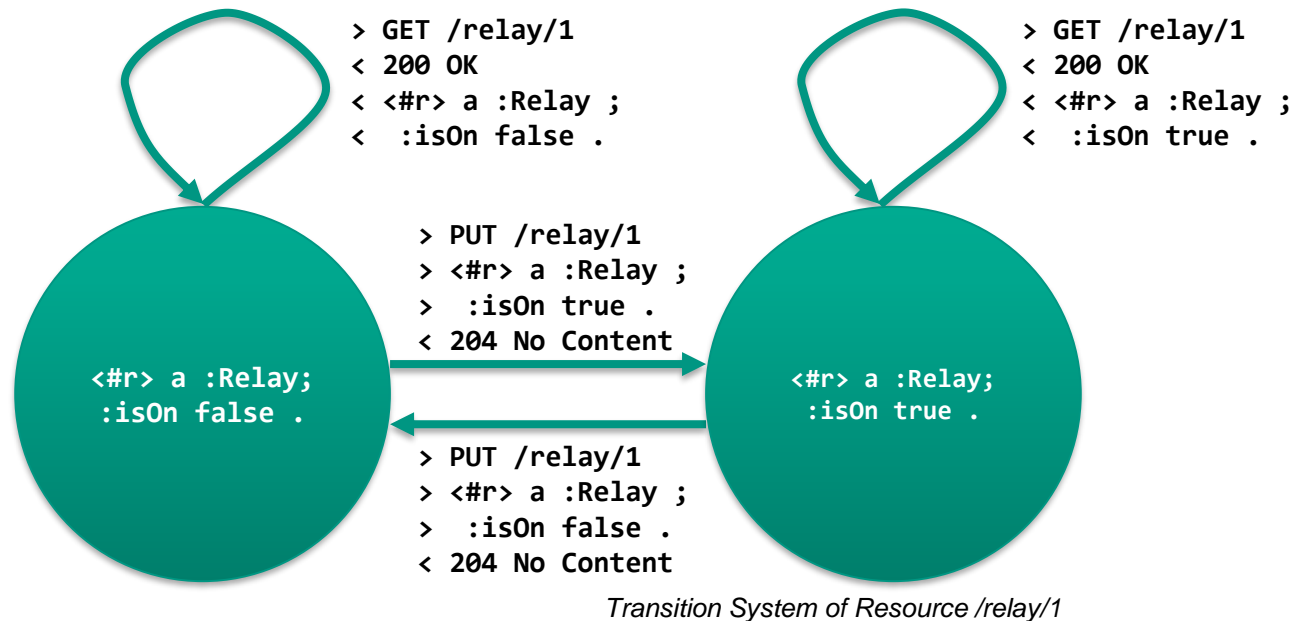 > GET /relay/1
< 200 OK
< <#r> a :Relay ;
<  :isOn false .
> GET /relay/1
< 200 OK
< <#r> a :Relay ;
<  :isOn true .
> PUT /relay/1
> <#r> a :Relay ;
>  :isOn true .
< 204 No Content
<#r> a :Relay;
:isOn false .
<#r> a :Relay;
:isOn true .
> PUT /relay/1
> <#r> a :Relay ;
>  :isOn false .
< 204 No Content
Transition System of Resource /relay/1